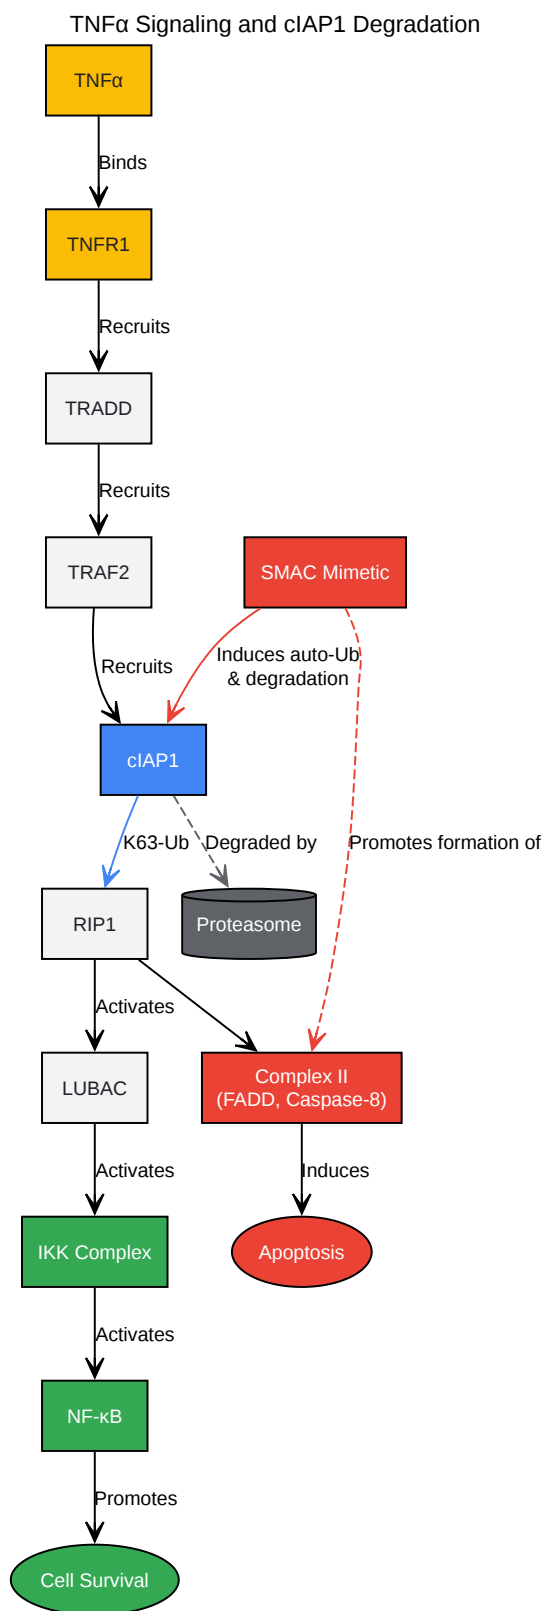 TNFα Signaling and cIAP1 Degradation
TNFα
Binds
TNFR1
Recruits
TRADD
Recruits
TRAF2
SMAC Mimetic
Recruits
Induces auto-Ub
& degradation
cIAP1
K63-Ub
Degraded by
Promotes formation of
RIP1
Proteasome
Activates
LUBAC
Complex II
(FADD, Caspase-8)
Activates
Induces
IKK Complex
Apoptosis
Activates
NF-κB
Promotes
Cell Survival